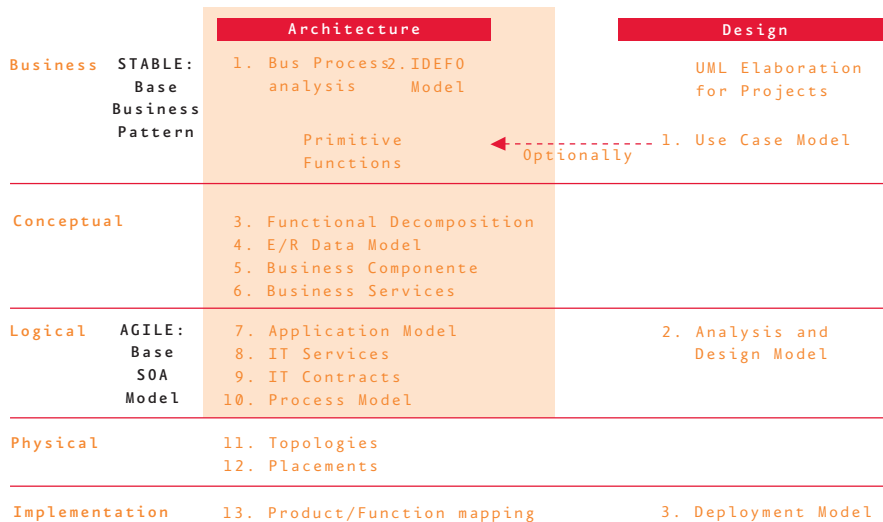 Architecture
Design
Business
STABLE:
Base
Business
Pattern
1. Bus Process
analysis
2. IDEFO
Model
UML Elaboration
for Projects
Primitive
Functions
Optionally
1. Use Case Model
Conceptual
3. Functional Decomposition
4. E/R Data Model
5. Business Componente
6. Business Services
Logical
AGILE:
Base
SOA
Model
7. Application Model
8. IT Services
9. IT Contracts
10. Process Model
2. Analysis and
Design Model
Physical
11. Topologies
12. Placements
Implementation
13. Product/Function mapping
3. Deployment Model